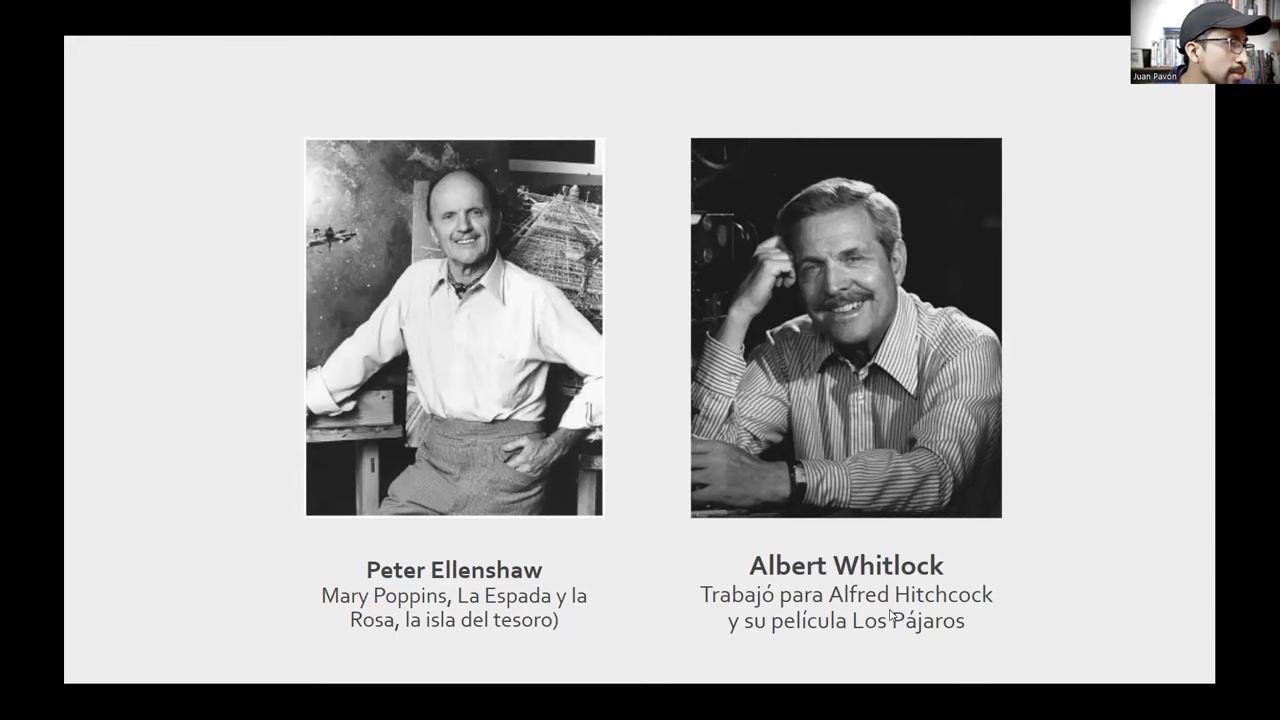 Juan Pavón
Peter Ellenshaw
Mary Poppins, La Espada y la
Rosa, la isla del tesoro)
Albert Whitlock
Trabajó para Alfred Hitchcock
y su película Los Pájaros